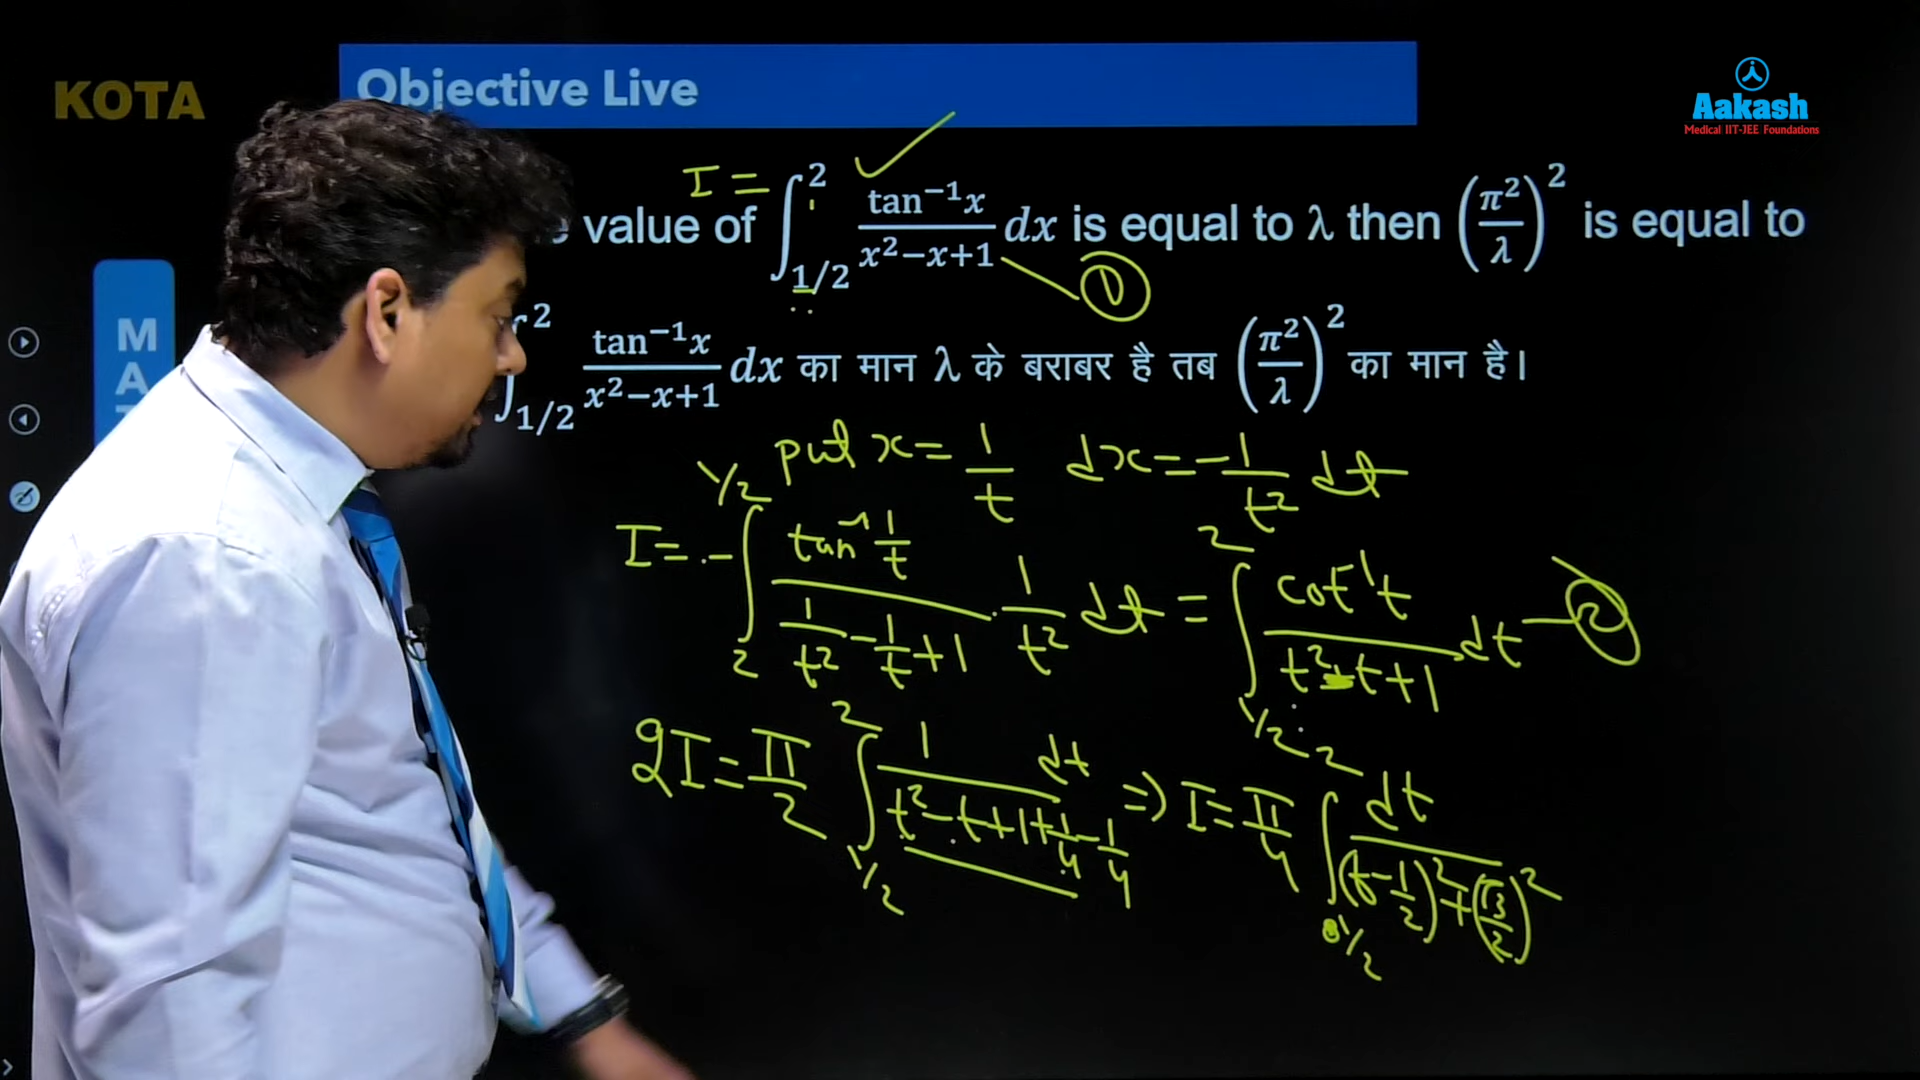 KOTA
Objective Live
Aakash
Medical IIT-JEE Foundations
I = value of ∫_{1/2}^{2} tan⁻¹x / (x²−x+1) dx is equal to λ then (π²/λ)² is equal to
①
∫_{1/2}^{2} tan⁻¹x / (x²−x+1) dx का मान λ के बराबर है तब (π²/λ)² का मान है।
M
A
put x = 1/t dx = −1/t² dt
I = −∫_{2}^{1/2} tan⁻¹ 1/t / (1/t² − 1/t + 1) · 1/t² dt = ∫_{1/2}^{2} cot⁻¹t / (t² − t + 1) dt — ②
2I = π/2 ∫_{1/2}^{2} 1 / (t² − t + 1 + 1/4 − 1/4) dt ⇒ I = π/4 ∫_{1/2}^{2} dt / ((t − 1/2)² + (√3/2)²)